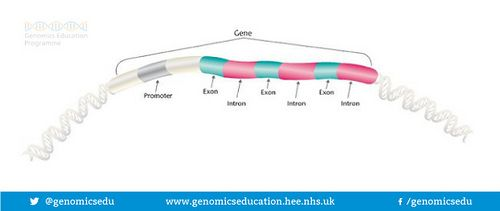 Genomics Education
Programme
Gene
Promoter
Exon
Intron
Exon
Intron
Exon
Intron
@genomicsedu
www.genomicseducation.hee.nhs.uk
/genomicsedu